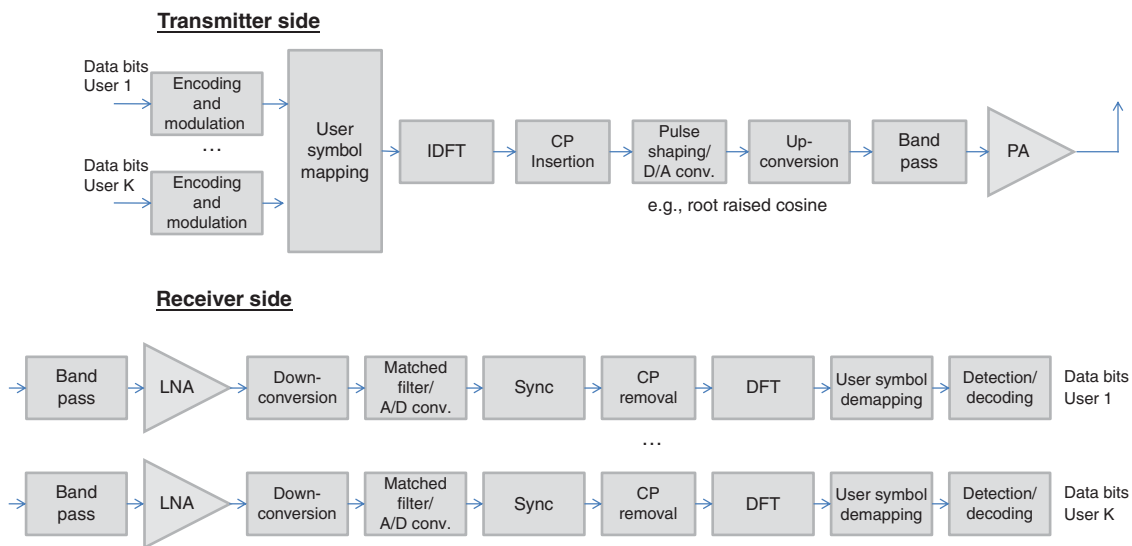 Transmitter side
Data bits
User 1
Encoding
and
modulation
...
Data bits
User K
Encoding
and
modulation
User
symbol
mapping
IDFT
CP
Insertion
Pulse
shaping/
D/A conv.
e.g., root raised cosine
Up-
conversion
Band
pass
PA
Receiver side
Band
pass
LNA
Down-
conversion
Matched
filter/
A/D conv.
Sync
CP
removal
DFT
User symbol
demapping
Detection/
decoding
Data bits
User 1
...
Band
pass
LNA
Down-
conversion
Matched
filter/
A/D conv.
Sync
CP
removal
DFT
User symbol
demapping
Detection/
decoding
Data bits
User K